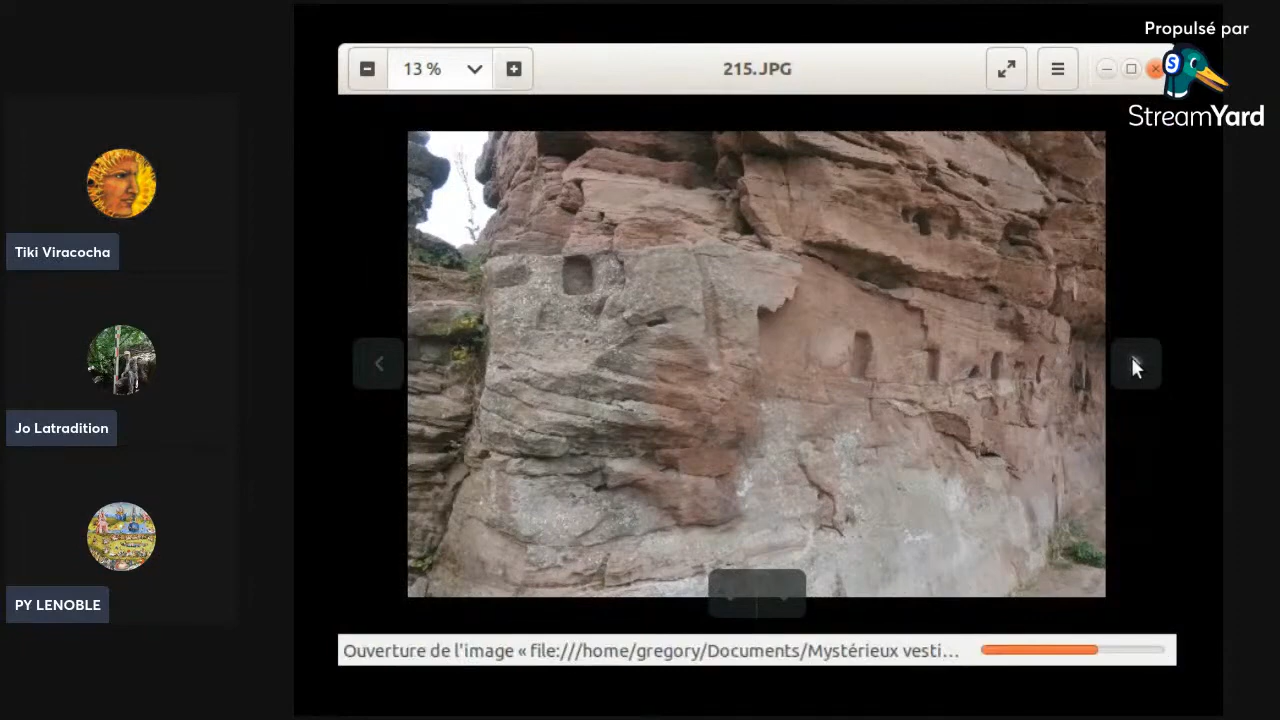 Propulsé par
StreamYard
13 %
215.JPG
Tiki Viracocha
Jo Latradition
PY LENOBLE
Ouverture de l'image « file:///home/gregory/Documents/Mystérieux vesti…